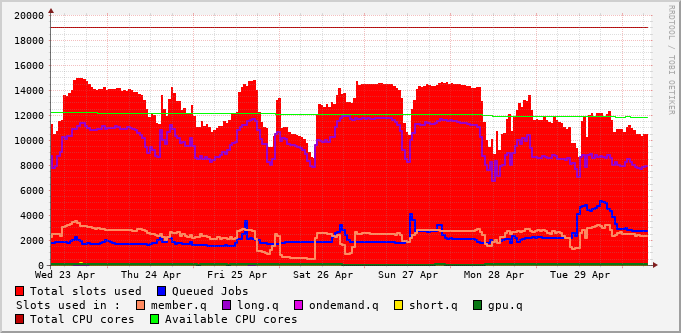 20000
18000
16000
14000
12000
10000
8000
6000
4000
2000
0
Wed 23 Apr Thu 24 Apr Fri 25 Apr Sat 26 Apr Sun 27 Apr Mon 28 Apr Tue 29 Apr
Total slots used Queued Jobs
Slots used in : member.q long.q ondemand.q short.q gpu.q
Total CPU cores Available CPU cores
RRDTOOL / TOBI OETIKER